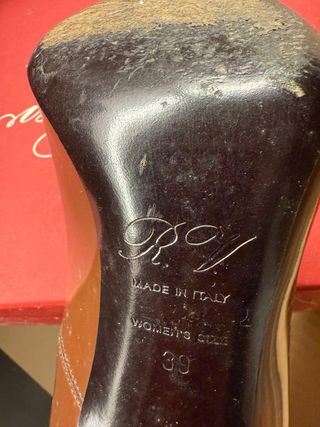 RV
MADE IN ITALY
WOMEN'S SIZE
39